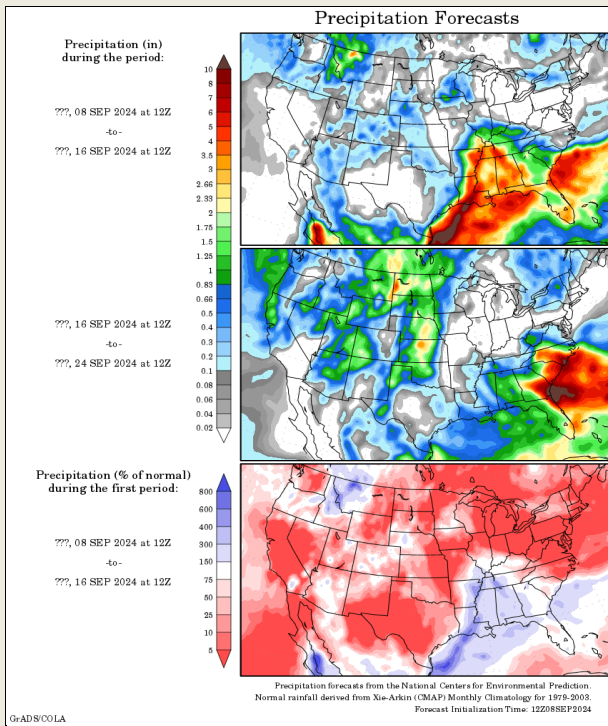 Precipitation Forecasts
Precipitation (in)
during the period:
???, 08 SEP 2024 at 12Z
-to-
???, 16 SEP 2024 at 12Z
10
8
7
6
5
4
3.5
3
2.66
2.33
2
1.75
1.5
1.25
1
0.83
0.66
0.5
0.4
0.3
0.2
0.1
0.08
0.06
0.04
0.02
???, 16 SEP 2024 at 12Z
-to-
???, 24 SEP 2024 at 12Z
Precipitation (% of normal)
during the first period:
???, 08 SEP 2024 at 12Z
-to-
???, 16 SEP 2024 at 12Z
800
600
400
300
150
75
50
25
10
5
Precipitation forecasts from the National Centers for Environmental Prediction.
Normal rainfall derived from Xie-Arkin (CMAP) Monthly Climatology for 1979-2003.
Forecast Initialization Time: 12Z08SEP2024
GrADS/COLA